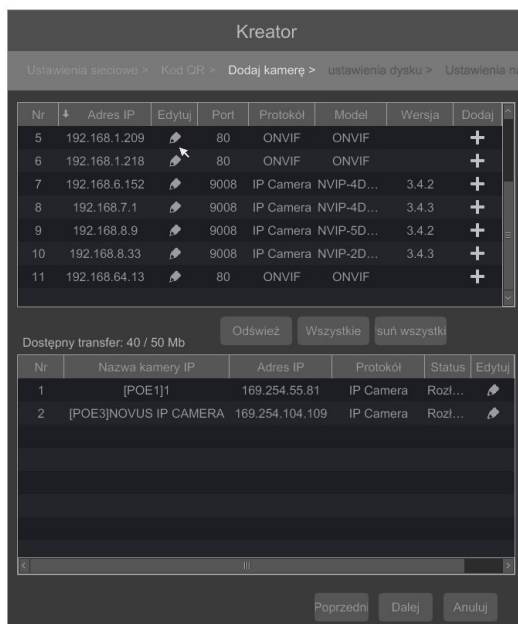 Kreator
Ustawienia sieciowe > Kod QR > Dodaj kamerę > ustawienia dysku > Ustawienia na
Nr Adres IP Edytuj Port Protokół Model Wersja Dodaj
5 192.168.1.209 80 ONVIF ONVIF
6 192.168.1.218 80 ONVIF ONVIF
7 192.168.6.152 9008 IP Camera NVIP-4D... 3.4.2
8 192.168.7.1 9008 IP Camera NVIP-4D... 3.4.3
9 192.168.8.9 9008 IP Camera NVIP-5D... 3.4.2
10 192.168.8.33 9008 IP Camera NVIP-2D... 3.4.3
11 192.168.64.13 80 ONVIF ONVIF
Odśwież Wszystkie suń wszystki
Dostępny transfer: 40 / 50 Mb
Nr Nazwa kamery IP Adres IP Protokół Status Edytuj
1 [POE1]1 169.254.55.81 IP Camera Rozł...
2 [POE3]NOVUS IP CAMERA 169.254.104.109 IP Camera Rozł...
Poprzedni Dalej Anuluj